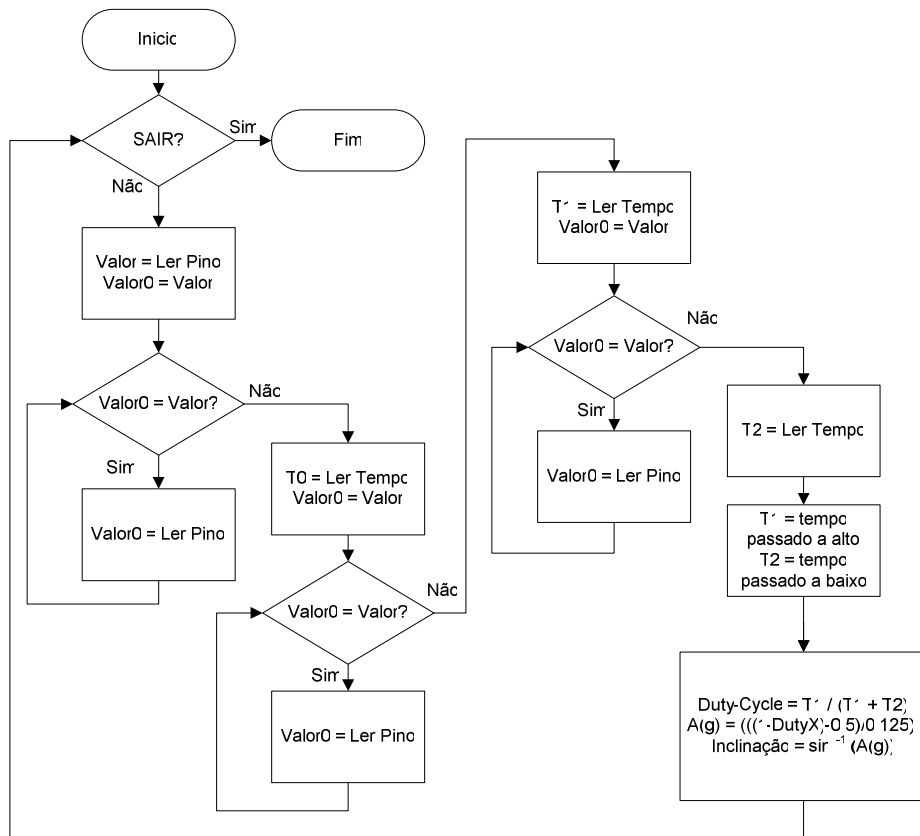 Inicio
SAIR?
Sim
Fim
Não
Valor = Ler Pino
Valor0 = Valor
Valor0 = Valor?
Não
Sim
Valor0 = Ler Pino
T0 = Ler Tempo
Valor0 = Valor
Valor0 = Valor?
Não
Sim
Valor0 = Ler Pino
T1 = Ler Tempo
Valor0 = Valor
Valor0 = Valor?
Não
Sim
Valor0 = Ler Pino
T2 = Ler Tempo
T1 = tempo
passado a alto
T2 = tempo
passado a baixo
Duty-Cycle = T1 / (T1 + T2)
A(g) = (((1-DutyX)-0 5)/0 125)
Inclinação = sin⁻¹ (A(g))